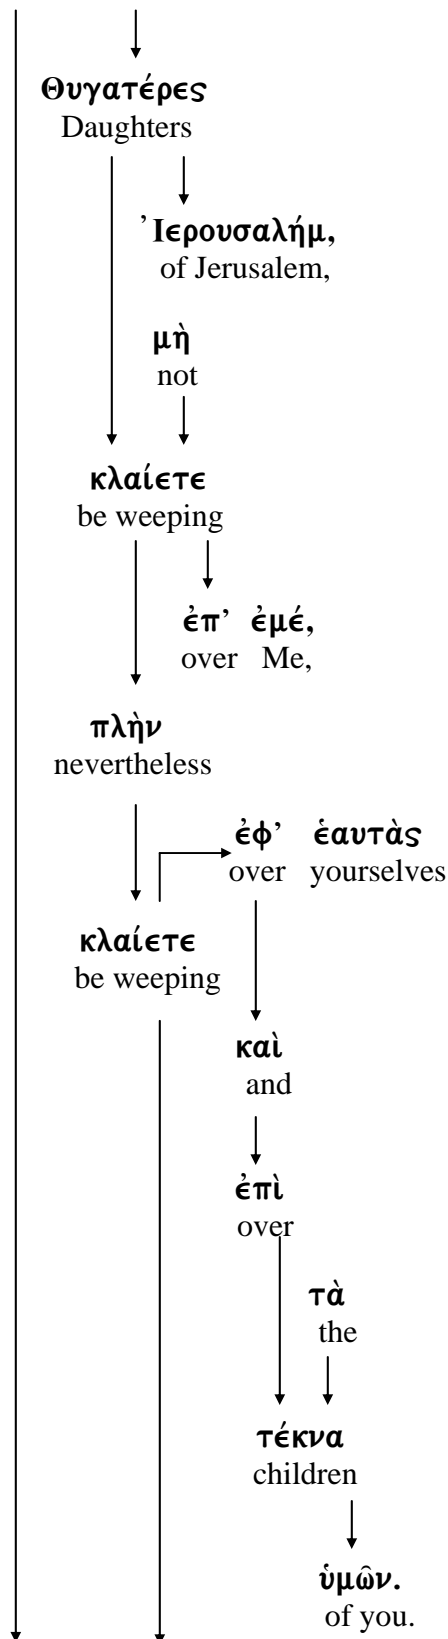 Θυγατέρες
Daughters
Ἰερουσαλήμ,
of Jerusalem,
μὴ
not
κλαίετε
be weeping
ἐπ’ ἐμέ,
over Me,
πλὴν
nevertheless
ἐφ’ ἑαυτὰς
over yourselves
κλαίετε
be weeping
καὶ
and
ἐπὶ
over
τὰ
the
τέκνα
children
ὑμῶν.
of you.